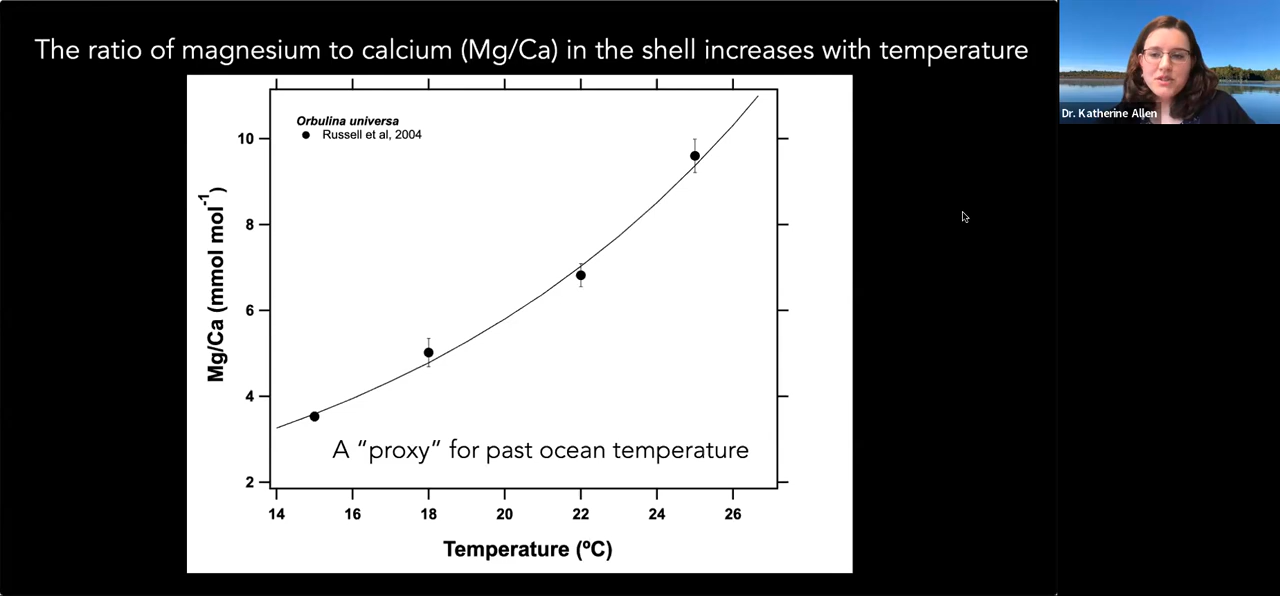 The ratio of magnesium to calcium (Mg/Ca) in the shell increases with temperature
Dr. Katherine Allen
Orbulina universa
Russell et al, 2004
10
8
6
4
2
Mg/Ca (mmol mol⁻¹)
A “proxy” for past ocean temperature
14 16 18 20 22 24 26
Temperature (ºC)